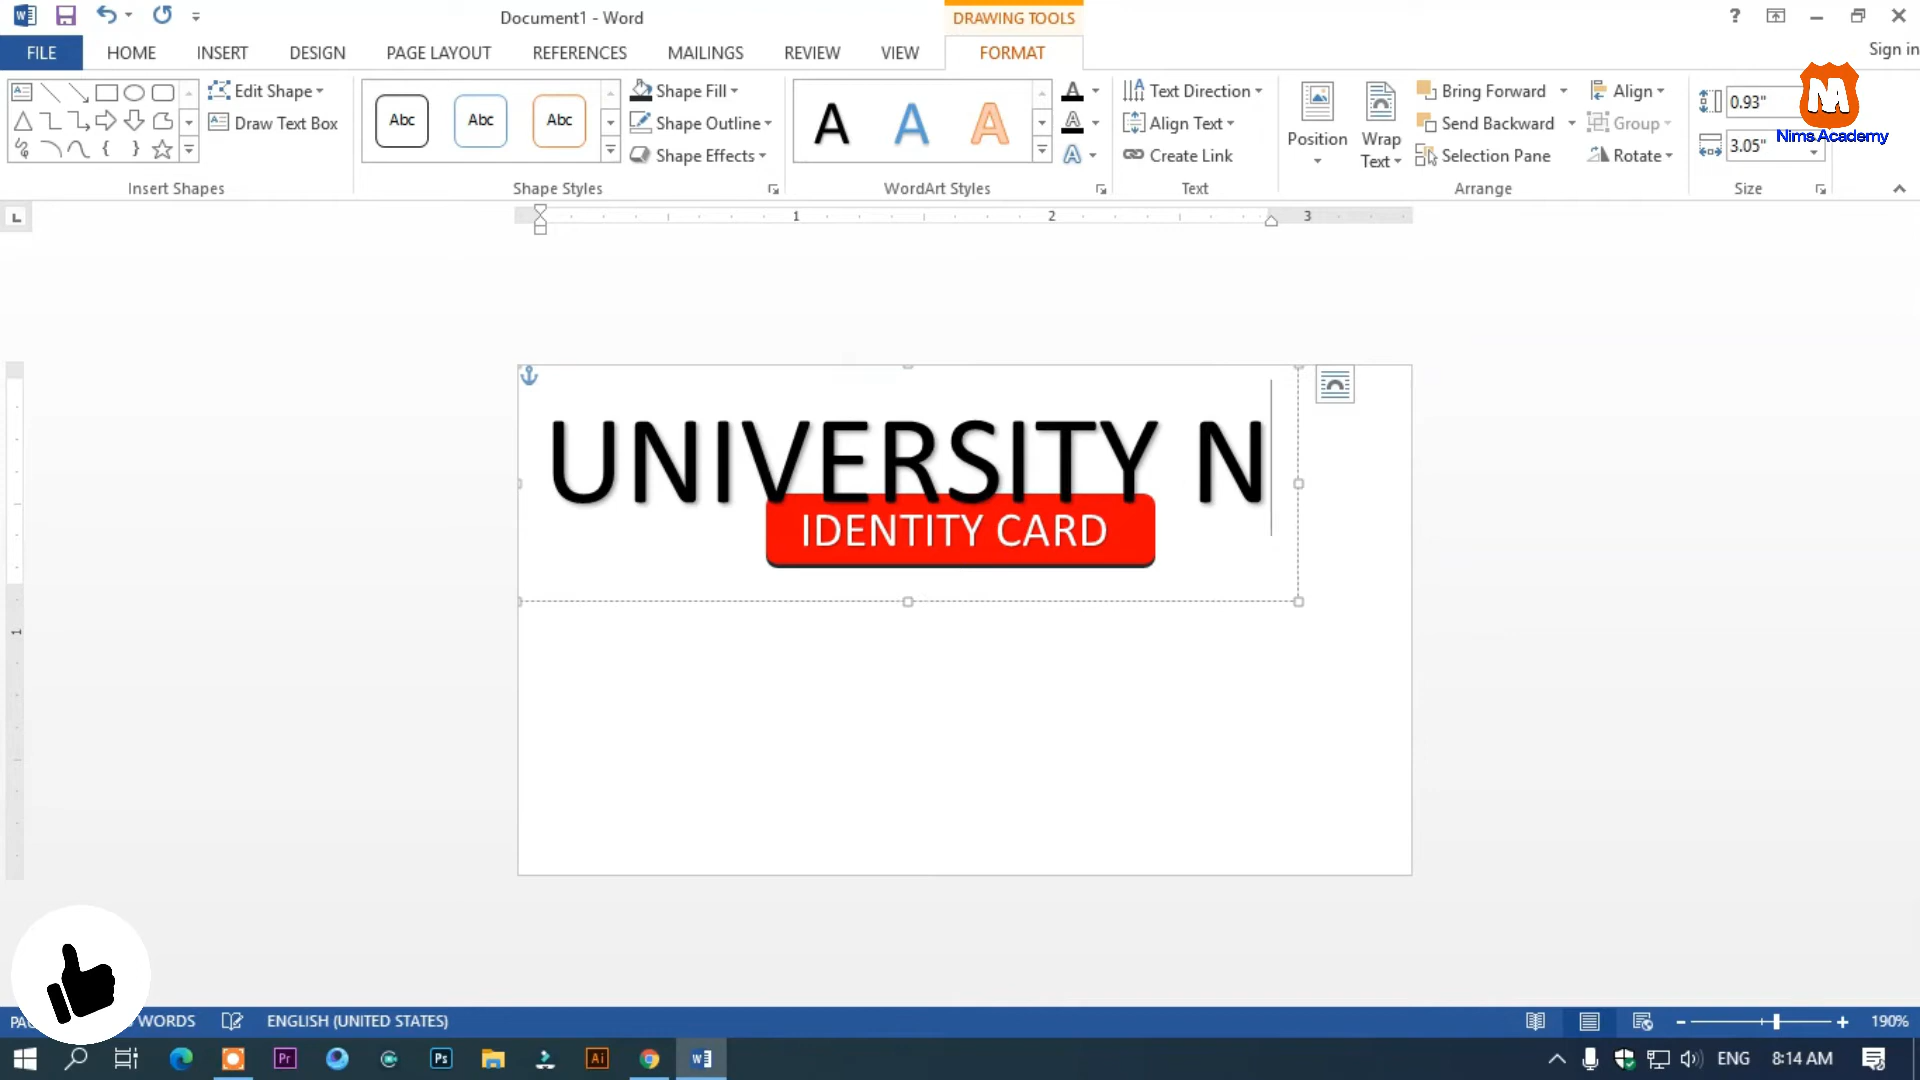 Document1 - Word
DRAWING TOOLS
?
FILE HOME INSERT DESIGN PAGE LAYOUT REFERENCES MAILINGS REVIEW VIEW FORMAT
Sign in
Edit Shape
Draw Text Box
Insert Shapes
Abc Abc Abc
Shape Fill
Shape Outline
Shape Effects
Shape Styles
A A A
WordArt Styles
Text Direction
Align Text
Create Link
Text
Position
Wrap Text
Bring Forward
Send Backward
Selection Pane
Align
Group
Rotate
Arrange
0.93"
3.05"
Size
Nims Academy
1 2 3
1
UNIVERSITY N
IDENTITY CARD
WORDS ENGLISH (UNITED STATES)
190%
Pr Ps Ai
ENG 8:14 AM